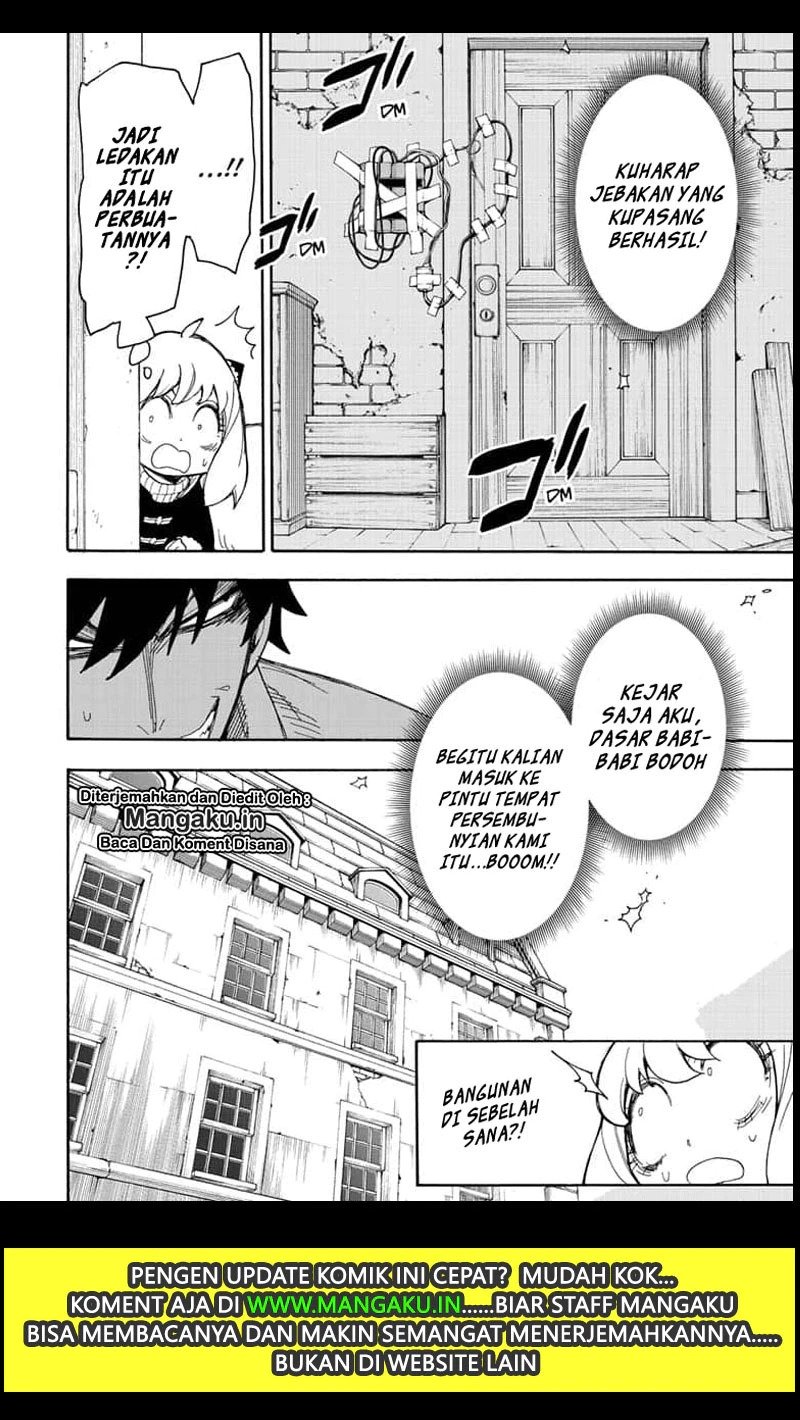 KUHARAP
JEBAKAN YANG
KUPASANG
BERHASIL!
ゴ
DM
ゴ
DM
ゴ
DM
...!!
JADI
LEDAKAN
ITU
ADALAH
PERBUA-
TANNYA
?!
KEJAR
SAJA AKU,
DASAR BABI-
BABI BODOH
BEGITU KALIAN
MASUK KE
PINTU TEMPAT
PERSEMBU-
NYIAN KAMI
ITU...BOOOM!!
Diterjemahkan dan Diedit Oleh:
Mangaku.in
Baca Dan Koment Disana
BANGUNAN
DI SEBELAH
SANA?!
PENGEN UPDATE KOMIK INI CEPAT? MUDAH KOK...
KOMENT AJA DI WWW.MANGAKU.IN......BIAR STAFF MANGAKU
BISA MEMBACANYA DAN MAKIN SEMANGAT MENERJEMAHKANNYA.....
BUKAN DI WEBSITE LAIN